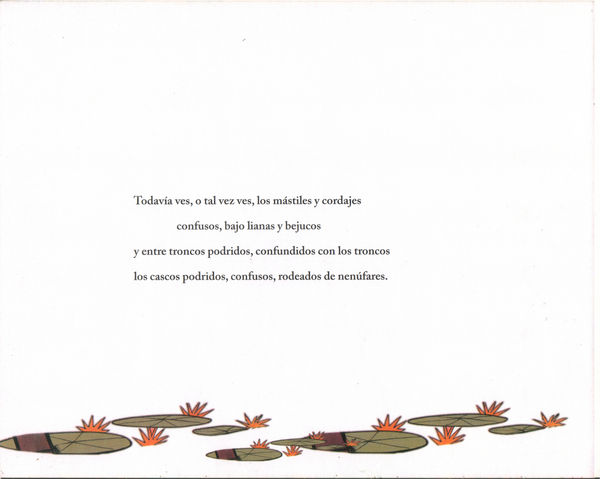 Todavía ves, o tal vez ves, los mástiles y cordajes
confusos, bajo lianas y bejucos
y entre troncos podridos, confundidos con los troncos
los cascos podridos, confusos, rodeados de nenúfares.